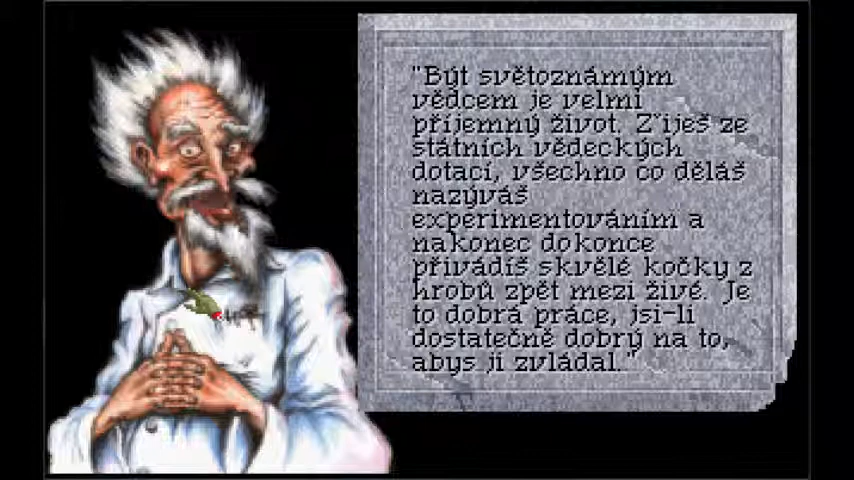 "Být světoznámým
vědcem je velmi
příjemný život. Žiješ ze
státních vědeckých
dotací, všechno co děláš
nazýváš
experimentováním a
nakonec dokonce
přivádíš skvělé kočky z
hrobů zpět mezi živé. Je
to dobrá práce, jsi-li
dostatečně dobrý na to,
abys ji zvládal."